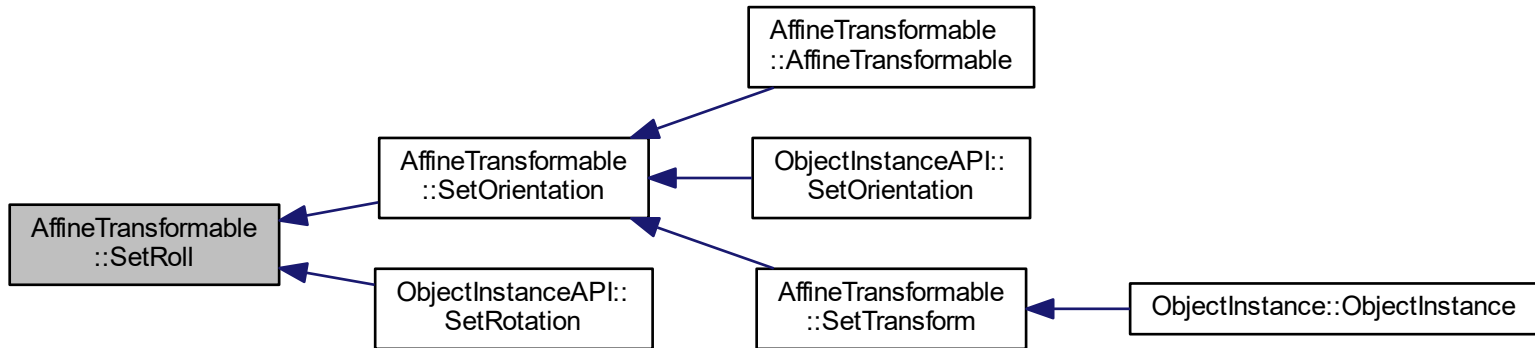 AffineTransformable
::SetRoll
AffineTransformable
::SetOrientation
ObjectInstanceAPI::
SetRotation
AffineTransformable
::AffineTransformable
ObjectInstanceAPI::
SetOrientation
AffineTransformable
::SetTransform
ObjectInstance::ObjectInstance